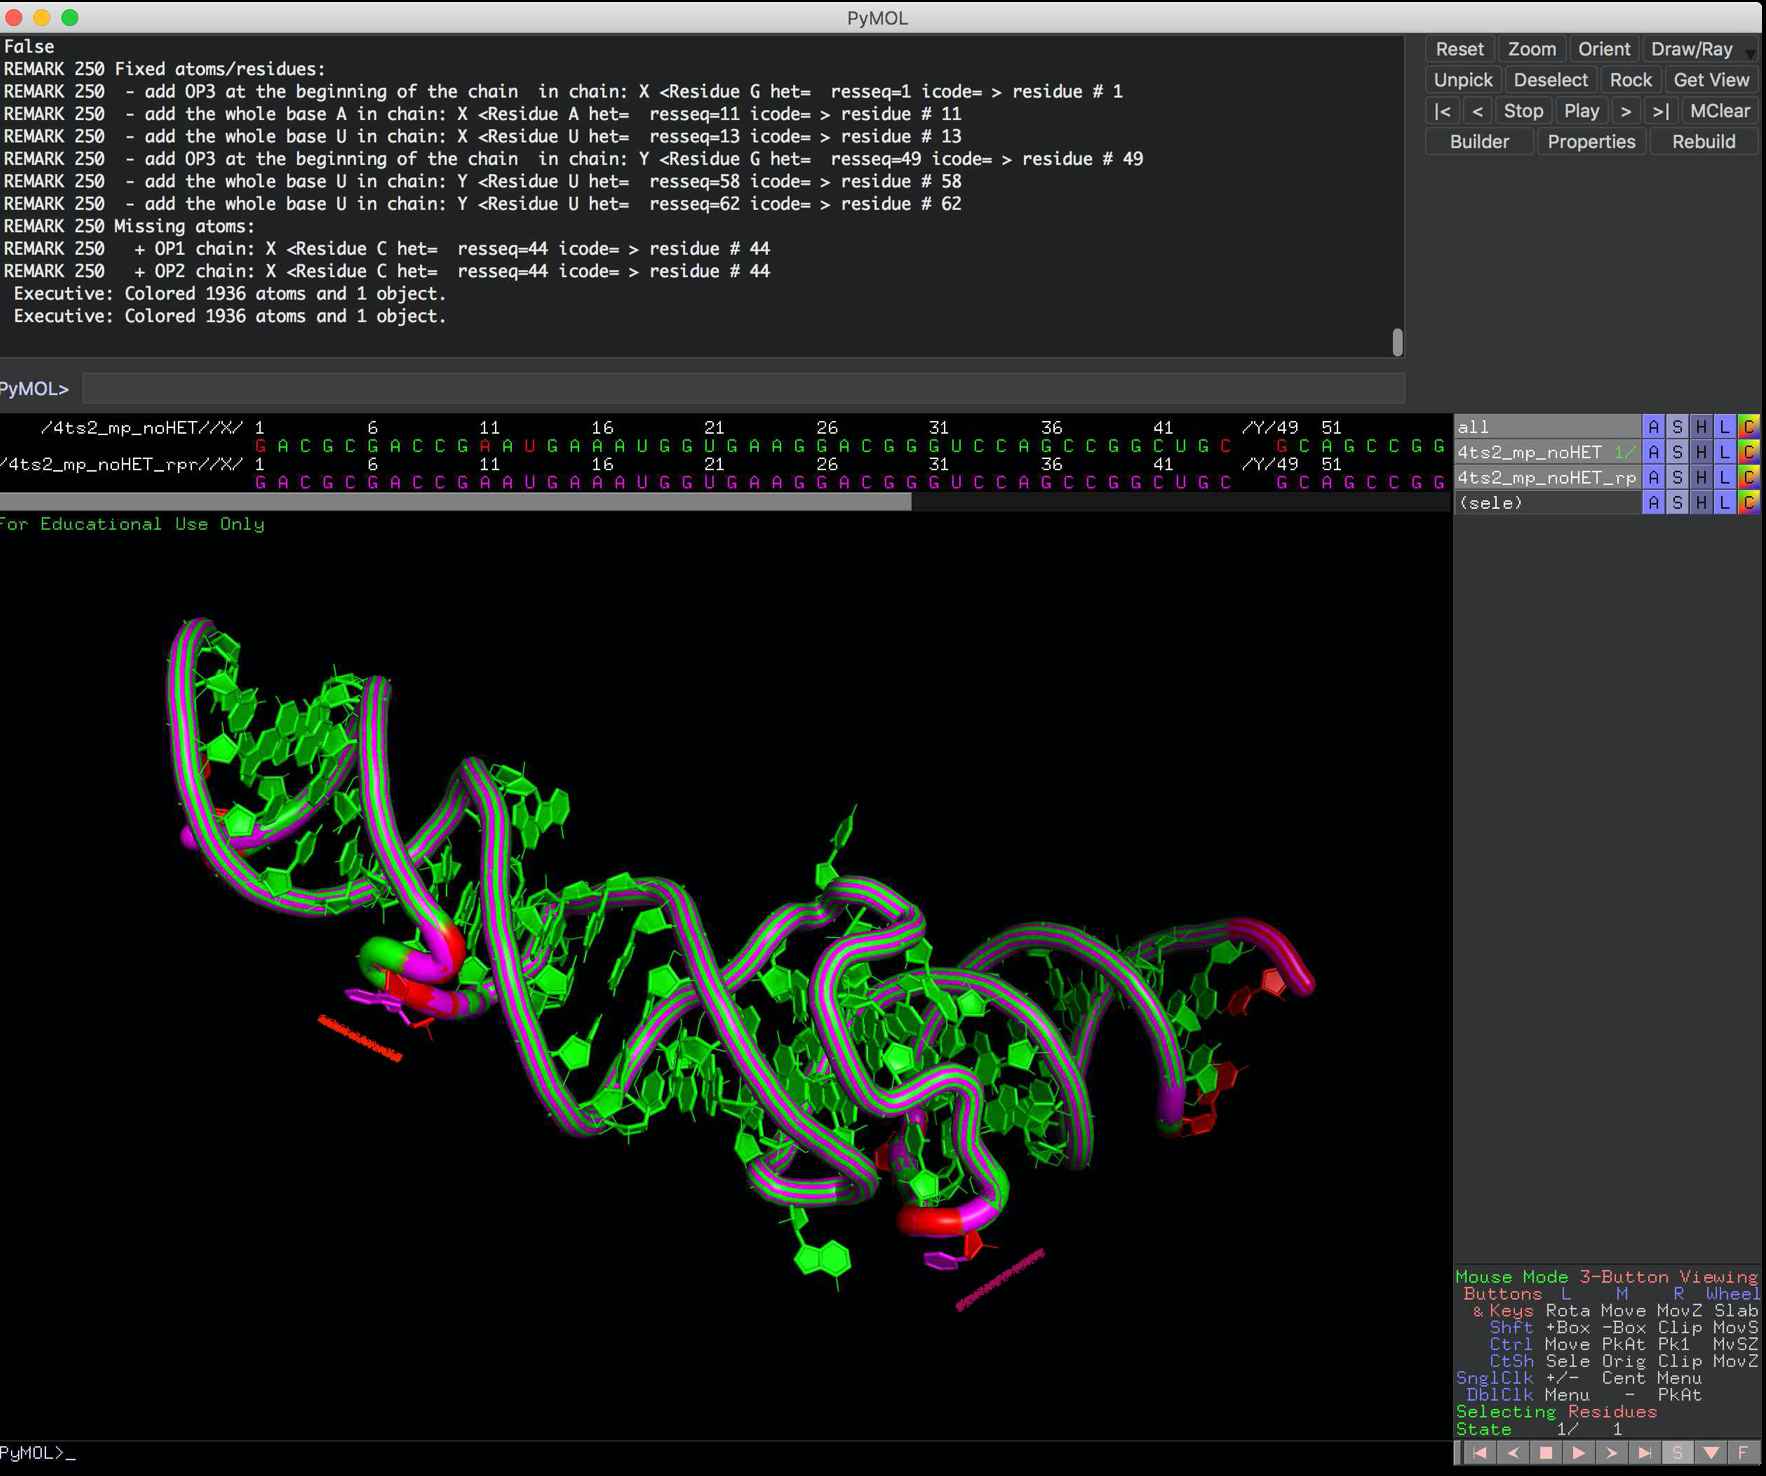 PyMOL
False
REMARK 250 Fixed atoms/residues:
REMARK 250  - add OP3 at the beginning of the chain  in chain: X <Residue G het=  resseq=1 icode= > residue # 1
REMARK 250  - add the whole base A in chain: X <Residue A het=  resseq=11 icode= > residue # 11
REMARK 250  - add the whole base U in chain: X <Residue U het=  resseq=13 icode= > residue # 13
REMARK 250  - add OP3 at the beginning of the chain  in chain: Y <Residue G het=  resseq=49 icode= > residue # 49
REMARK 250  - add the whole base U in chain: Y <Residue U het=  resseq=58 icode= > residue # 58
REMARK 250  - add the whole base U in chain: Y <Residue U het=  resseq=62 icode= > residue # 62
REMARK 250 Missing atoms:
REMARK 250   + OP1 chain: X <Residue C het=  resseq=44 icode= > residue # 44
REMARK 250   + OP2 chain: X <Residue C het=  resseq=44 icode= > residue # 44
Executive: Colored 1936 atoms and 1 object.
Executive: Colored 1936 atoms and 1 object.
Reset Zoom Orient Draw/Ray
Unpick Deselect Rock Get View
|< < Stop Play > >| MClear
Builder Properties Rebuild
PyMOL>
/4ts2_mp_noHET//X/ 1 6 11 16 21 26 31 36 41 /Y/49 51
G A C G C G A C C G A A U G A A A U G G U G A A G G A C G G G U C C A G C C G G C U G C G C A G C C G G
/4ts2_mp_noHET_rpr//X/ 1 6 11 16 21 26 31 36 41 /Y/49 51
G A C G C G A C C G A A U G A A A U G G U G A A G G A C G G G U C C A G C C G G C U G C G C A G C C G G
all A S H L C
4ts2_mp_noHET 1/ A S H L C
4ts2_mp_noHET_rp A S H L C
(sele) A S H L C
For Educational Use Only
Mouse Mode 3-Button Viewing
Buttons L M R Wheel
& Keys Rota Move MovZ Slab
Shft +Box -Box Clip MovS
Ctrl Move PkAt Pk1 MvSZ
CtSh Sele Orig Clip MovZ
SnglClk +/- Cent Menu
DblClk Menu - PkAt
Selecting Residues
State 1/ 1
PyMOL>_
S F